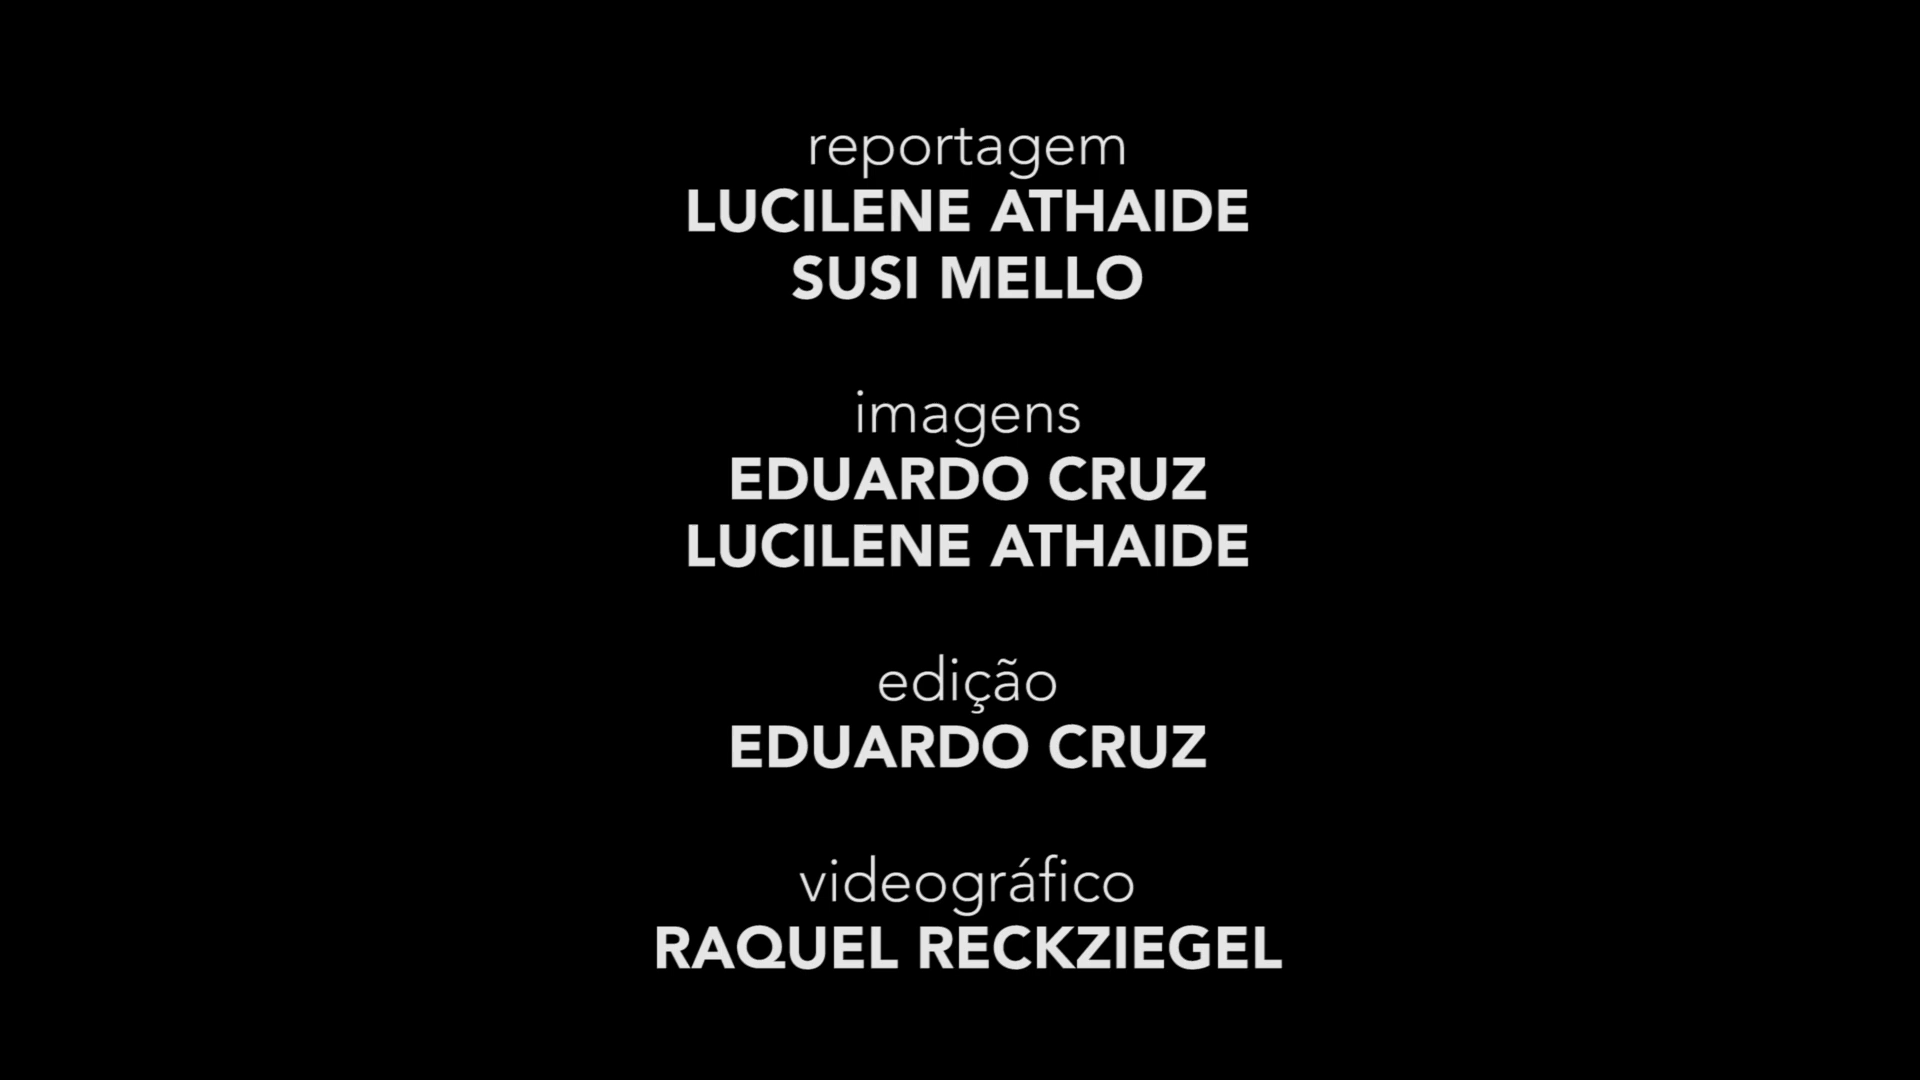 reportagem
LUCILENE ATHAIDE
SUSI MELLO
imagens
EDUARDO CRUZ
LUCILENE ATHAIDE
edição
EDUARDO CRUZ
videográfico
RAQUEL RECKZIEGEL